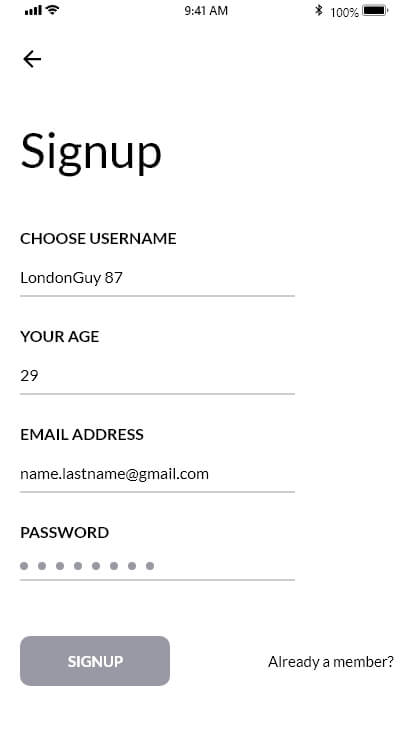 9:41 AM 100%
Signup
CHOOSE USERNAME
LondonGuy 87
YOUR AGE
29
EMAIL ADDRESS
name.lastname@gmail.com
PASSWORD
SIGNUP Already a member?